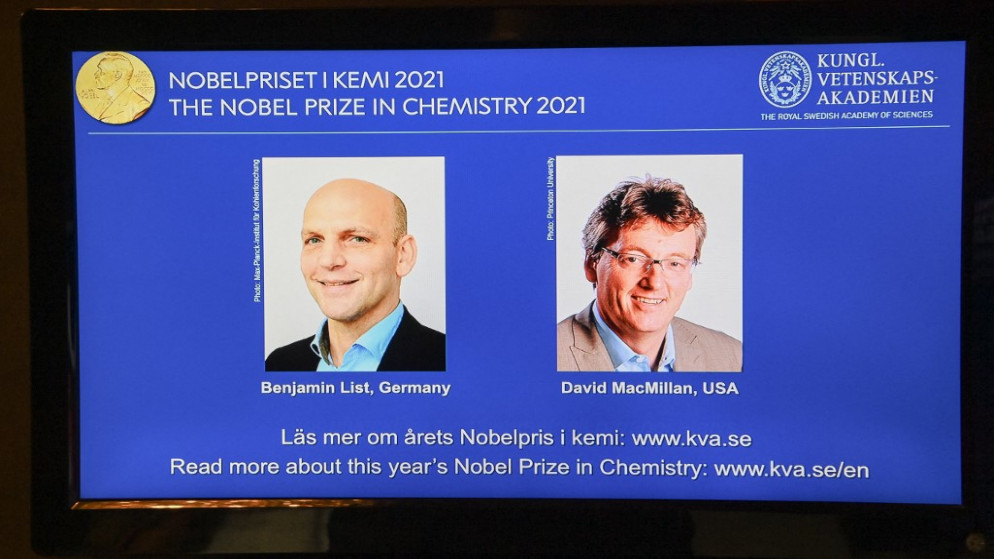 NOBELPRISET I KEMI 2021
THE NOBEL PRIZE IN CHEMISTRY 2021
KUNGL.
VETENSKAPS-
AKADEMIEN
THE ROYAL SWEDISH ACADEMY OF SCIENCES
Photo: Max-Planck-Institut für Kohlenforschung
Photo: Princeton University
Benjamin List, Germany
David MacMillan, USA
Läs mer om årets Nobelpris i kemi: www.kva.se
Read more about this year's Nobel Prize in Chemistry: www.kva.se/en